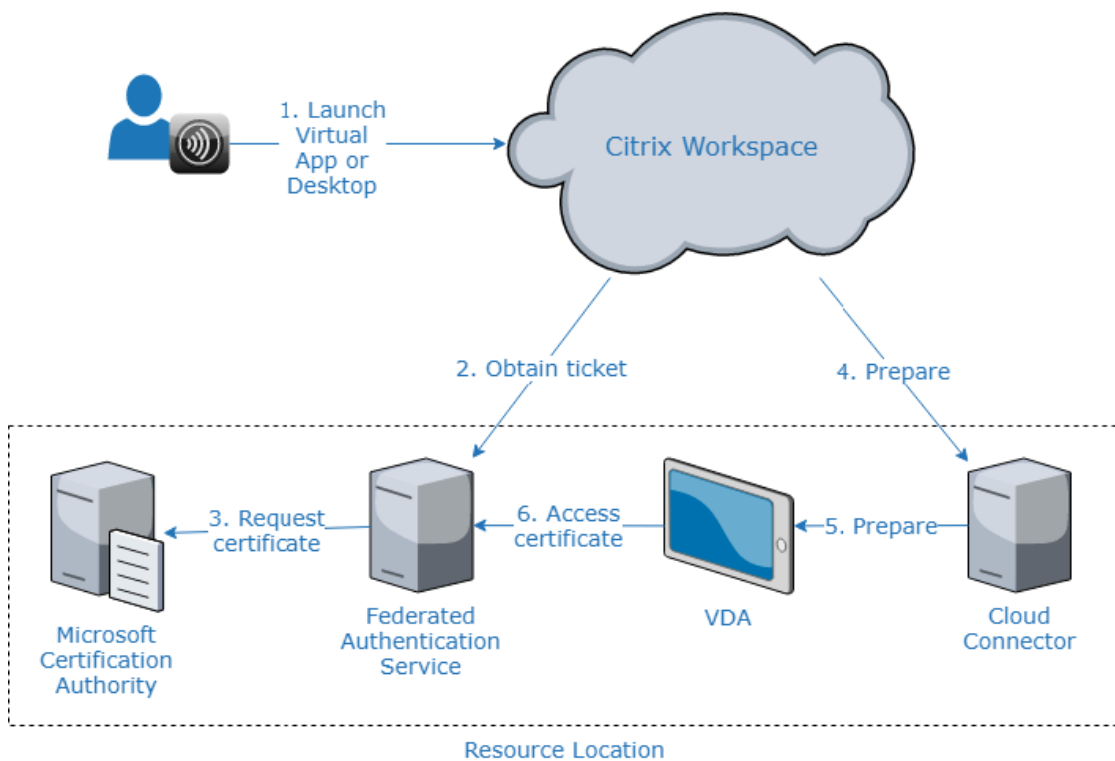 1. Launch
Virtual
App or
Desktop
Citrix Workspace
2. Obtain ticket
4. Prepare
3. Request
certificate
6. Access
certificate
5. Prepare
Microsoft
Certification
Authority
Federated
Authentication
Service
VDA
Cloud
Connector
Resource Location